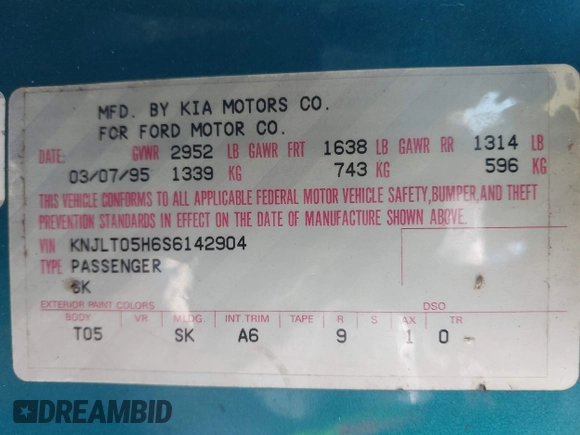 MFD. BY KIA MOTORS CO.
FOR FORD MOTOR CO.
DATE: GVWR 2952 LB GAWR FRT 1638 LB GAWR RR 1314 LB
03/07/95 1339 KG 743 KG 596 KG
THIS VEHICLE CONFORMS TO ALL APPLICABLE FEDERAL MOTOR VEHICLE SAFETY, BUMPER, AND THEFT
PREVENTION STANDARDS IN EFFECT ON THE DATE OF MANUFACTURE SHOWN ABOVE.
VIN KNJLT05H6S6142904
TYPE PASSENGER
SK
EXTERIOR PAINT COLORS DSO
BODY VR MLDG INT TRIM TAPE R S AX TR
T05 SK A6 9 1 0 -
DREAMBID